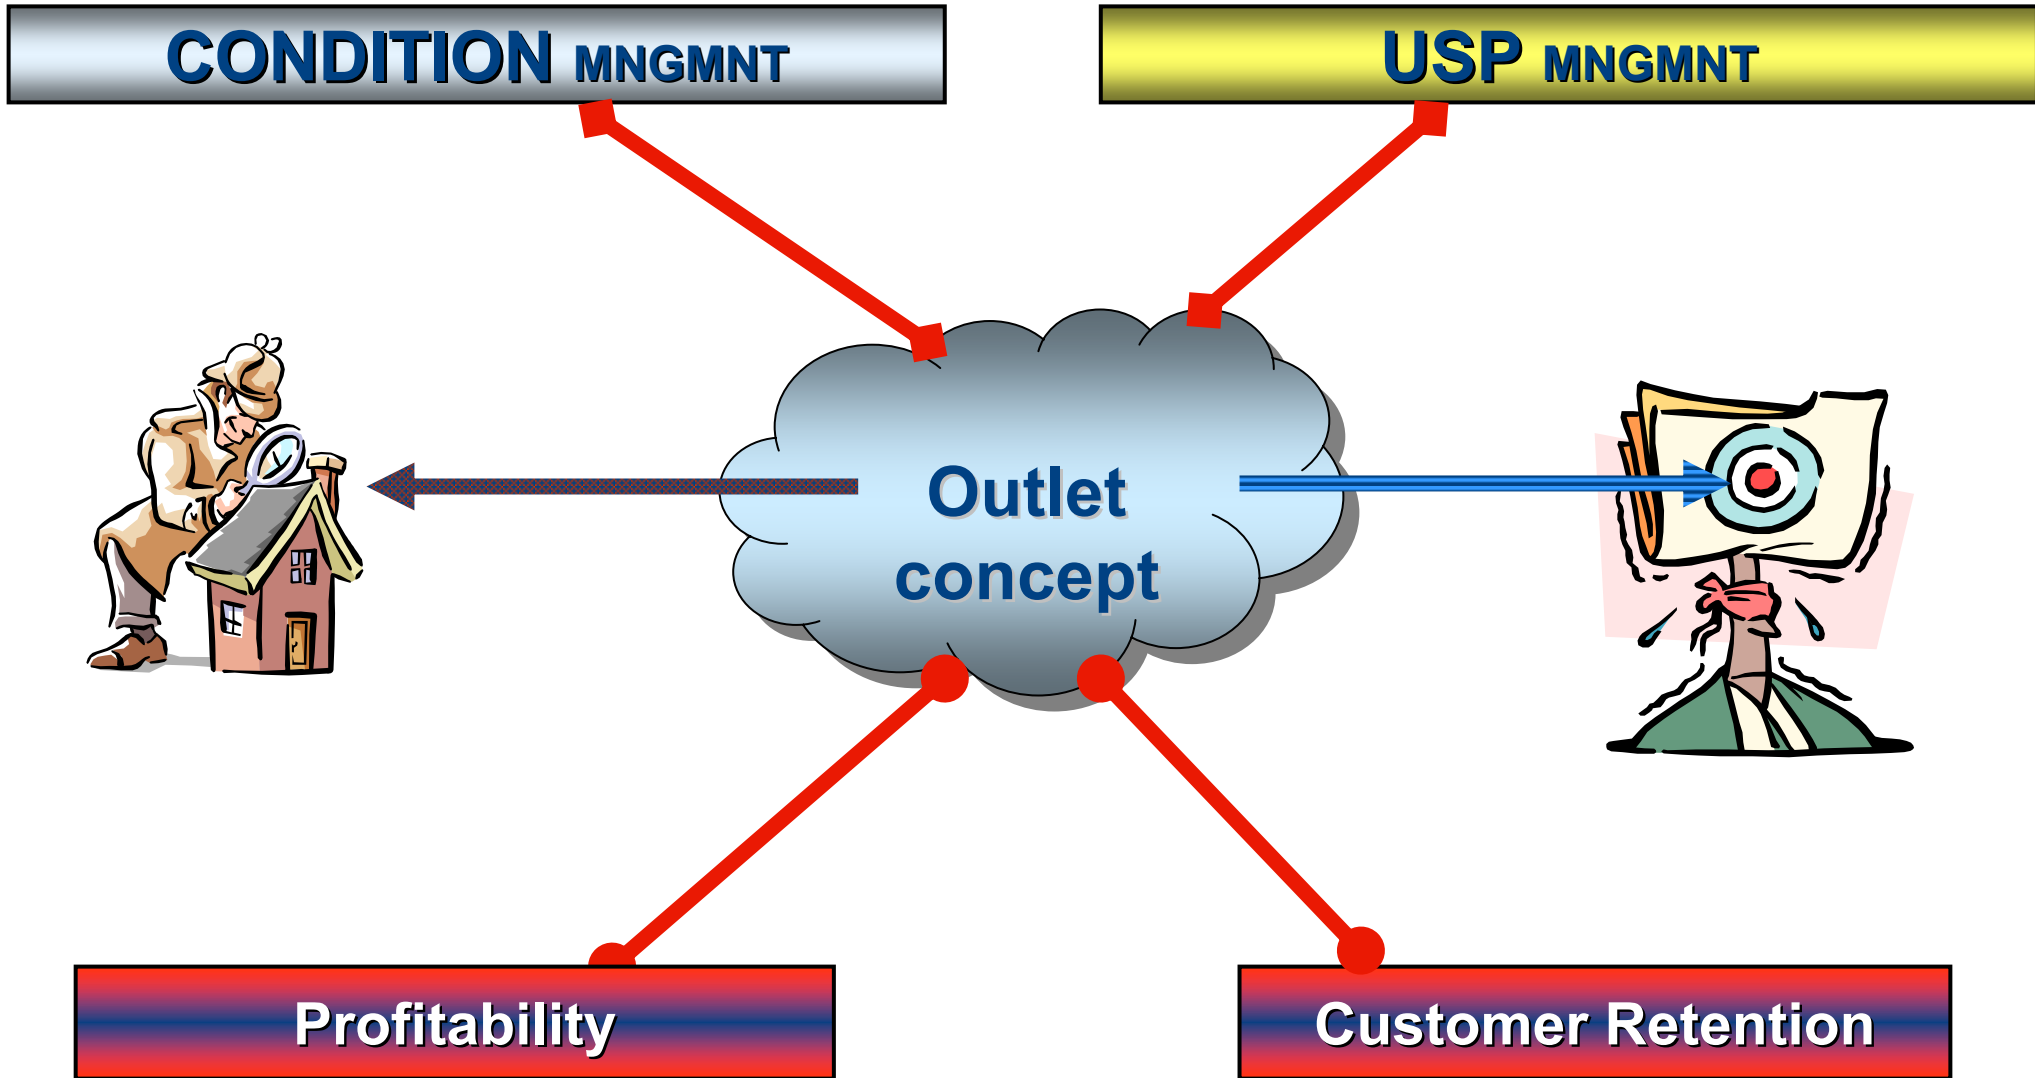 CONDITION MNGMNT
USP MNGMNT
Outlet
concept
Profitability
Customer Retention